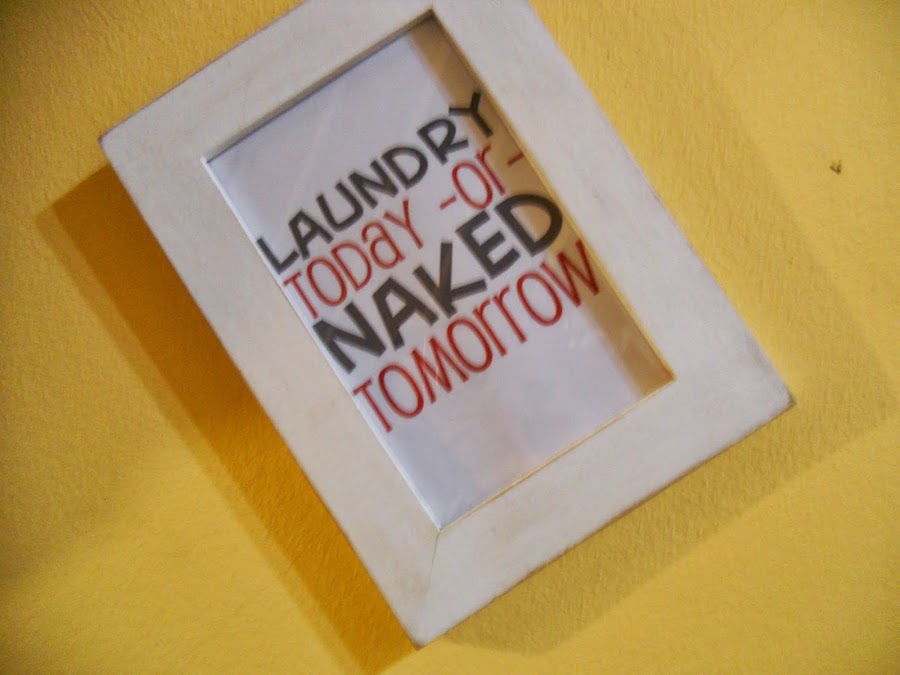 LAUNDRY
TODaY -or-
NAKED
TOMOrrOW